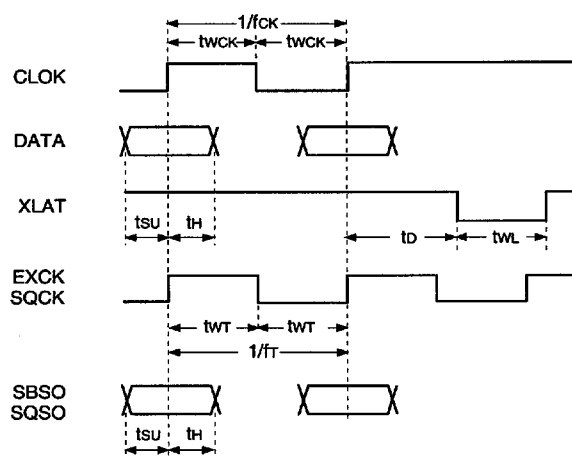 1/fCK
tWCK tWCK
CLOK
DATA
XLAT
tSU tH tD tWL
EXCK
SQCK
tWT tWT
1/fT
SBSO
SQSO
tSU tH